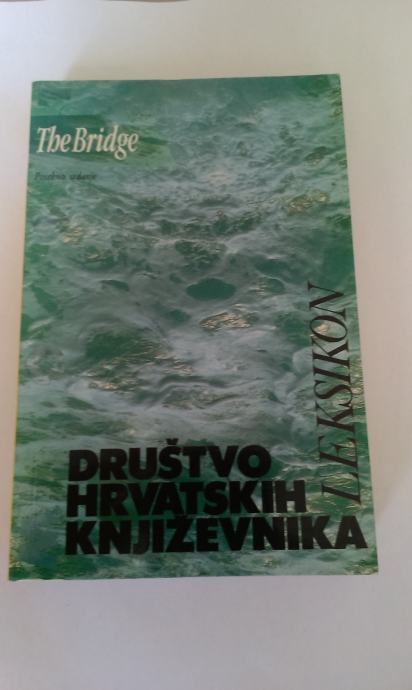 The Bridge
Posebno izdanje
LEKSIKON
DRUŠTVO
HRVATSKIH
KNJIŽEVNIKA